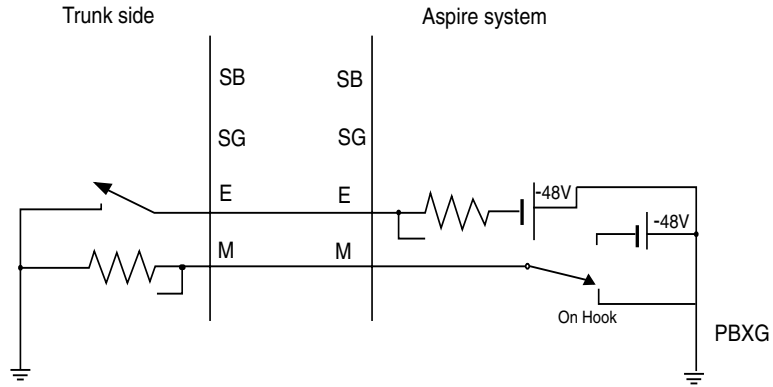 Trunk side
Aspire system
SB
SB
SG
SG
E
E
-48V
-48V
M
M
On Hook
PBXG